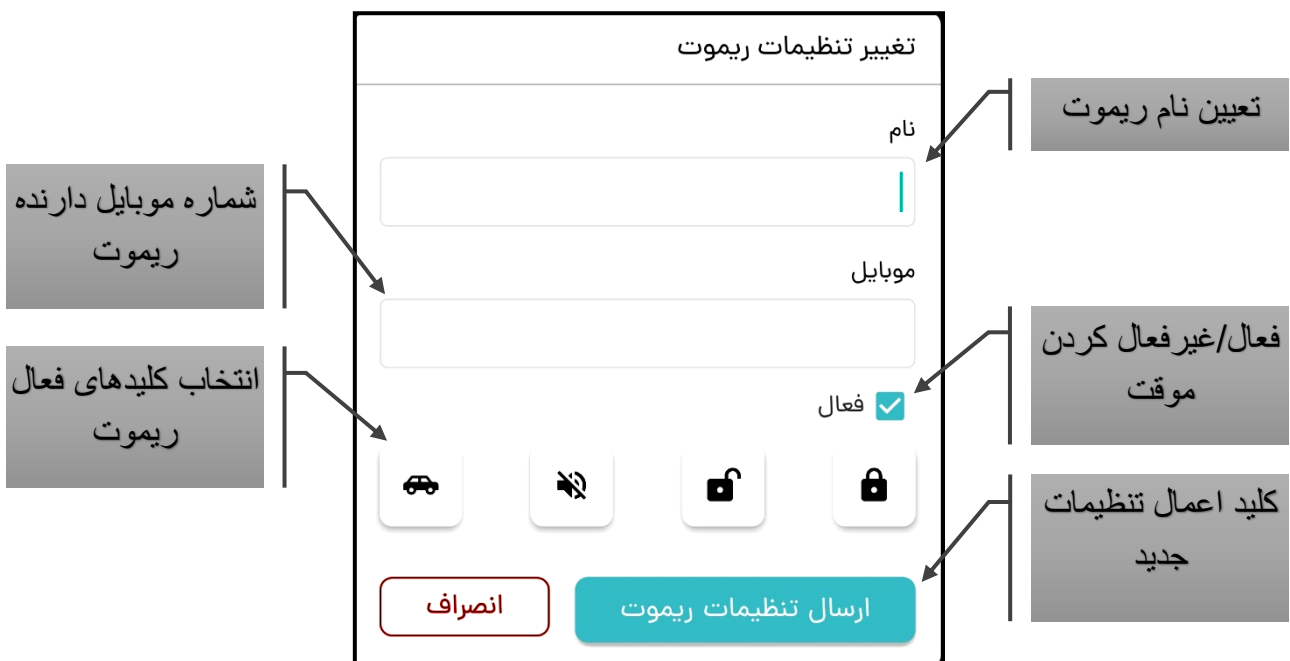 تغییر تنظیمات ریموت
تعیین نام ریموت
نام
شماره موبایل دارنده
ریموت
موبایل
فعال/غیرفعال کردن
موقت
انتخاب کلیدهای فعال
ریموت
فعال
کلید اعمال تنظیمات
جدید
ارسال تنظیمات ریموت
انصراف